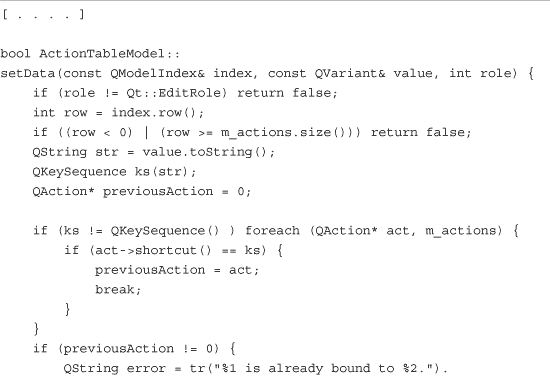 [ . . . . ]
bool ActionTableModel::
setData(const QModelIndex& index, const QVariant& value, int role) {
    if (role != Qt::EditRole) return false;
    int row = index.row();
    if ((row < 0) | (row >= m_actions.size())) return false;
    QString str = value.toString();
    QKeySequence ks(str);
    QAction* previousAction = 0;

    if (ks != QKeySequence() ) foreach (QAction* act, m_actions) {
        if (act->shortcut() == ks) {
            previousAction = act;
            break;
        }
    }
    if (previousAction != 0) {
        QString error = tr("%1 is already bound to %2.").